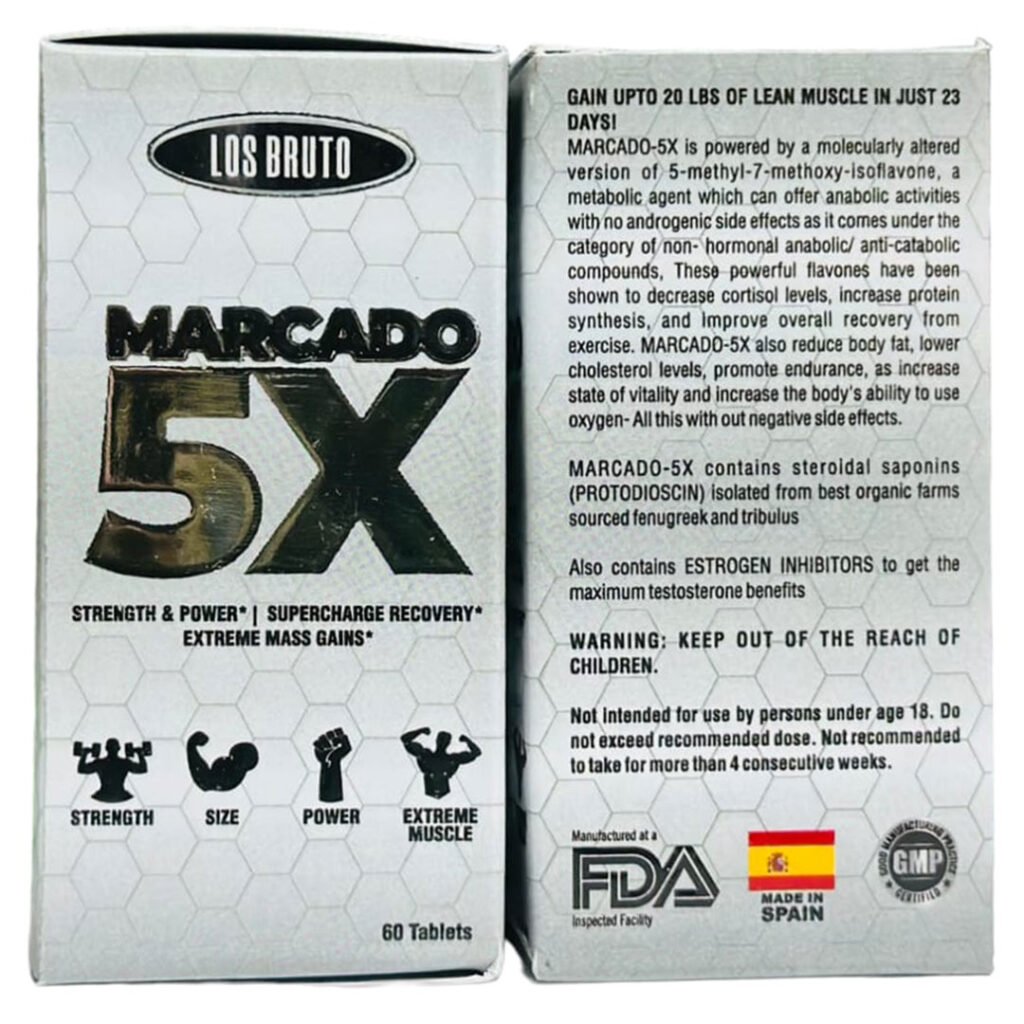 LOS BRUTO
MARCADO
5X
STRENGTH & POWER* | SUPERCHARGE RECOVERY*
EXTREME MASS GAINS*
STRENGTH
SIZE
POWER
EXTREME
MUSCLE
60 Tablets
GAIN UPTO 20 LBS OF LEAN MUSCLE IN JUST 23
DAYS!
MARCADO-5X is powered by a molecularly altered
version of 5-methyl-7-methoxy-isoflavone, a
metabolic agent which can offer anabolic activities
with no androgenic side effects as it comes under the
category of non- hormonal anabolic/ anti-catabolic
compounds, These powerful flavones have been
shown to decrease cortisol levels, increase protein
synthesis, and improve overall recovery from
exercise. MARCADO-5X also reduce body fat, lower
cholesterol levels, promote endurance, as increase
state of vitality and increase the body's ability to use
oxygen- All this with out negative side effects.
MARCADO-5X contains steroidal saponins
(PROTODIOSCIN) isolated from best organic farms
sourced fenugreek and tribulus
Also contains ESTROGEN INHIBITORS to get the
maximum testosterone benefits
WARNING: KEEP OUT OF THE REACH OF
CHILDREN.
Not intended for use by persons under age 18. Do
not exceed recommended dose. Not recommended
to take for more than 4 consecutive weeks.
Manufactured at a
FDA
Inspected Facility
MADE IN
SPAIN
GOOD MANUFACTURING PRACTICE
GMP
CERTIFIED